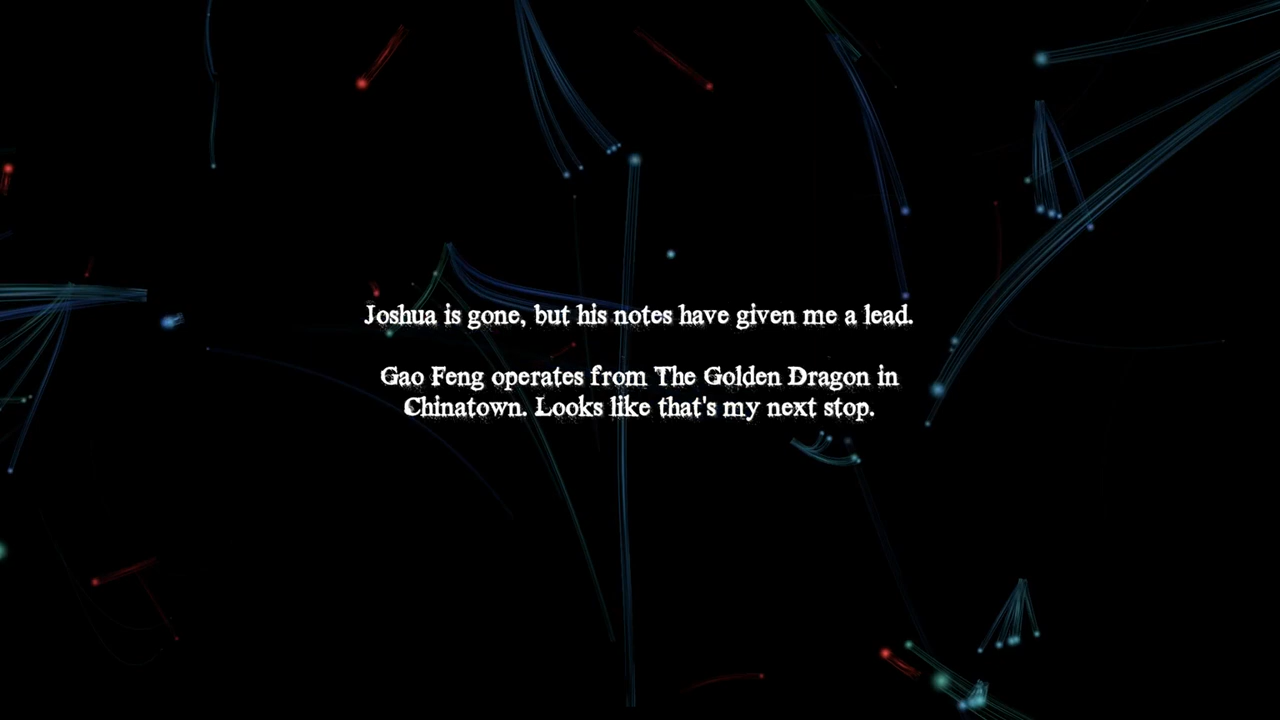 Joshua is gone, but his notes have given me a lead.
Gao Feng operates from The Golden Dragon in
Chinatown. Looks like that's my next stop.